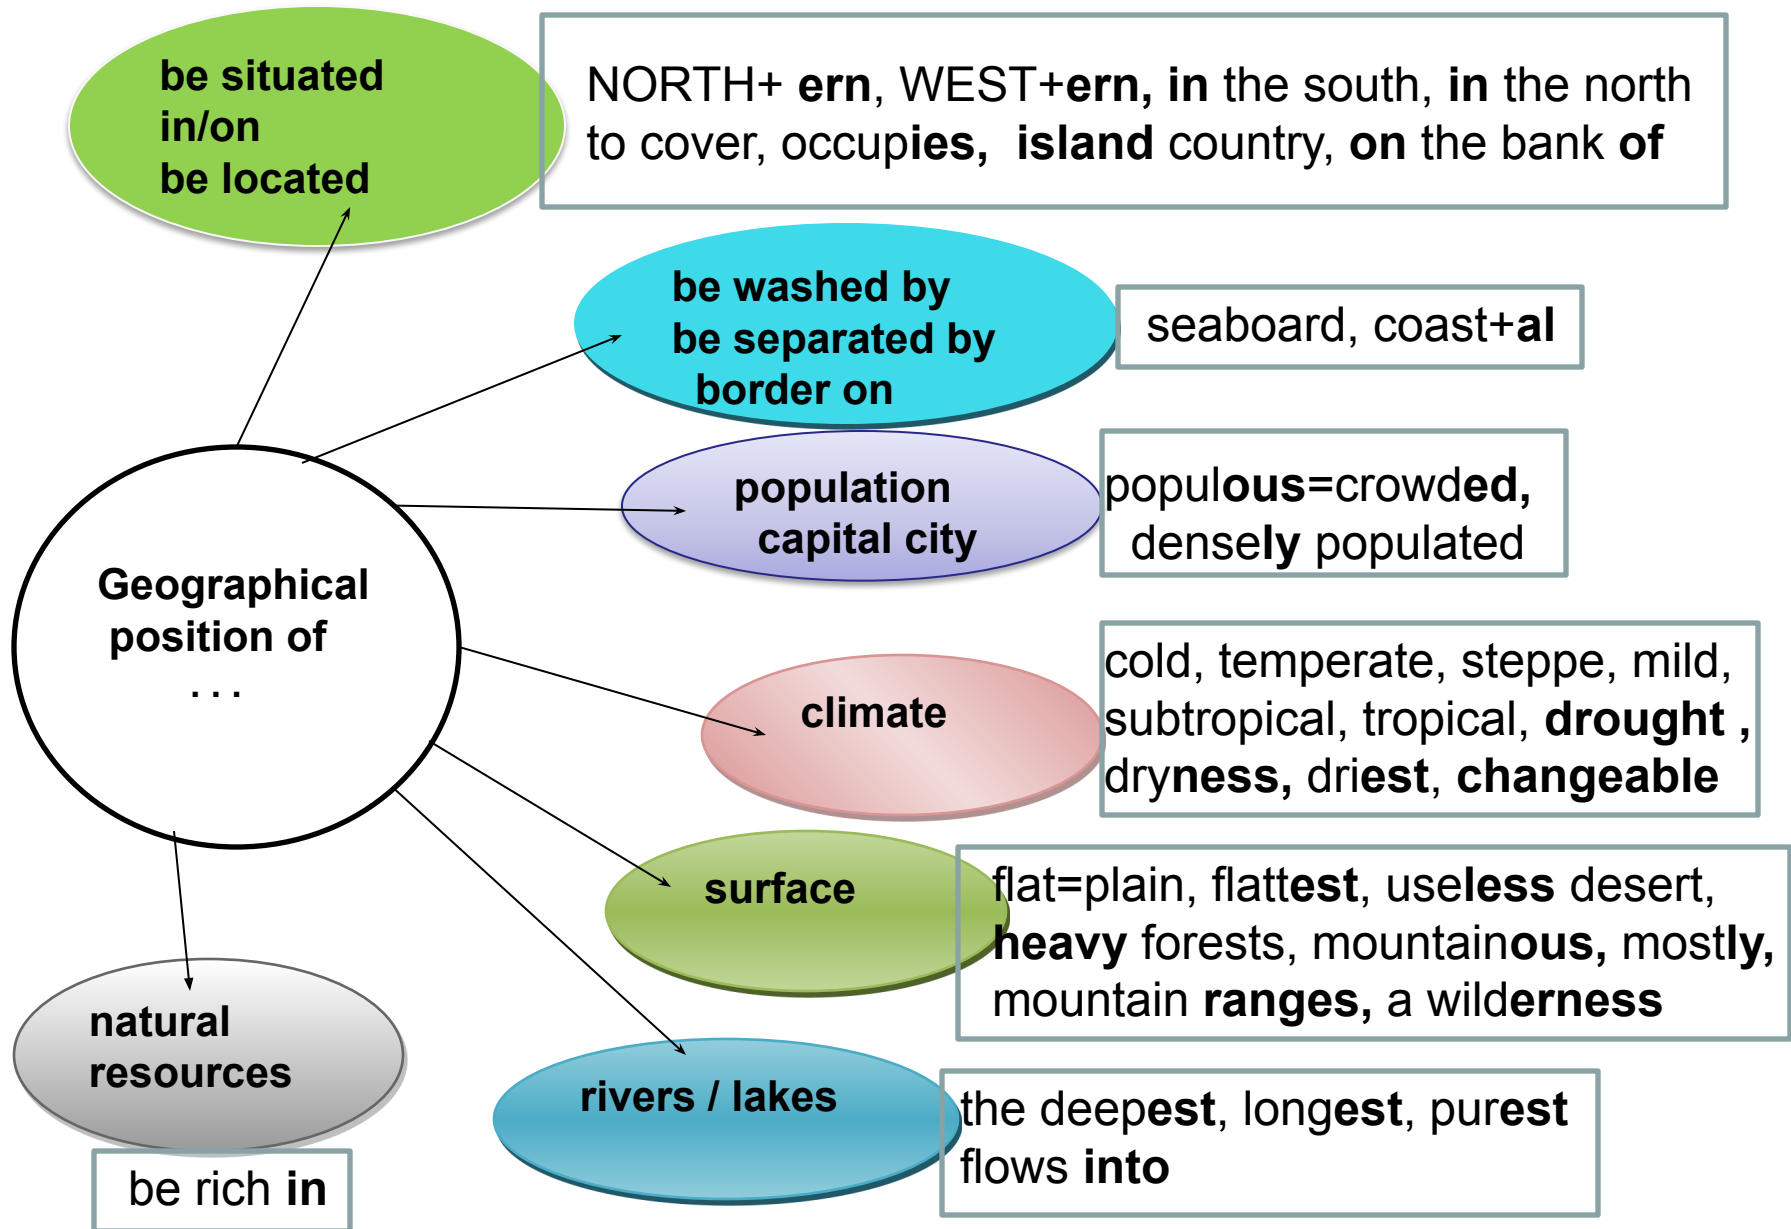 be situated
in/on
be located
NORTH+ ern, WEST+ern, in the south, in the north
to cover, occupies, island country, on the bank of
be washed by
be separated by
border on
seaboard, coast+al
population
capital city
populous=crowded,
densely populated
Geographical
position of
. . .
climate
cold, temperate, steppe, mild,
subtropical, tropical, drought ,
dryness, driest, changeable
surface
flat=plain, flattest, useless desert,
heavy forests, mountainous, mostly,
mountain ranges, a wilderness
natural
resources
be rich in
rivers / lakes
the deepest, longest, purest
flows into